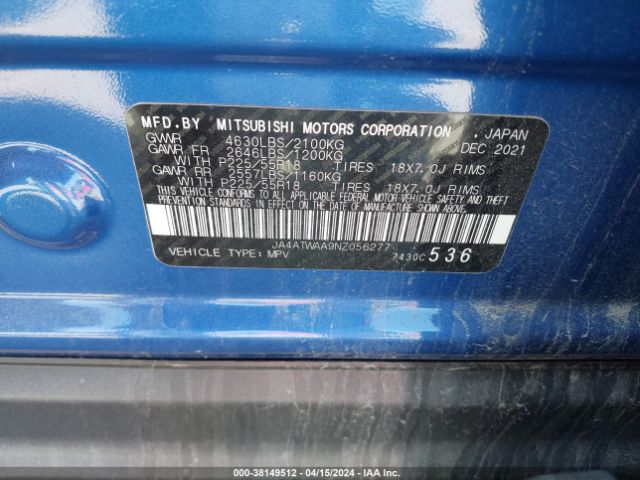 MFD.BY MITSUBISHI MOTORS CORPORATION . JAPAN
GVWR 4630LBS/2100KG DEC 2021
GAWR FR 2646LBS/1200KG
WITH P225/55R18 TIRES 18X7.0J RIMS
GAWR RR 2557LBS/1160KG
WITH P225/55R18 TIRES 18X7.0J RIMS
THIS VEHICLE CONFORMS TO ALL APPLICABLE FEDERAL MOTOR VEHICLE SAFETY AND THEFT
PREVENTION STANDARDS IN EFFECT ON THE DATE OF MANUFACTURE SHOWN ABOVE.
JA4ATWAA9NZ056277
VEHICLE TYPE: MPV 7430C 536
000-38149512 - 04/15/2024 - IAA Inc.